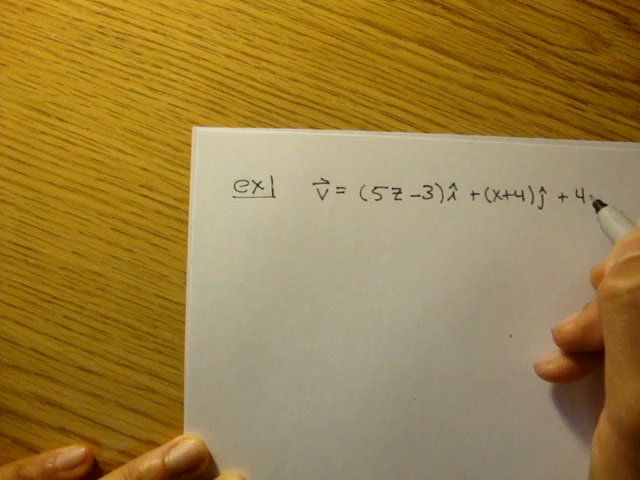 ex1 v⃗ = (5z-3)î + (x+4)ĵ + 4